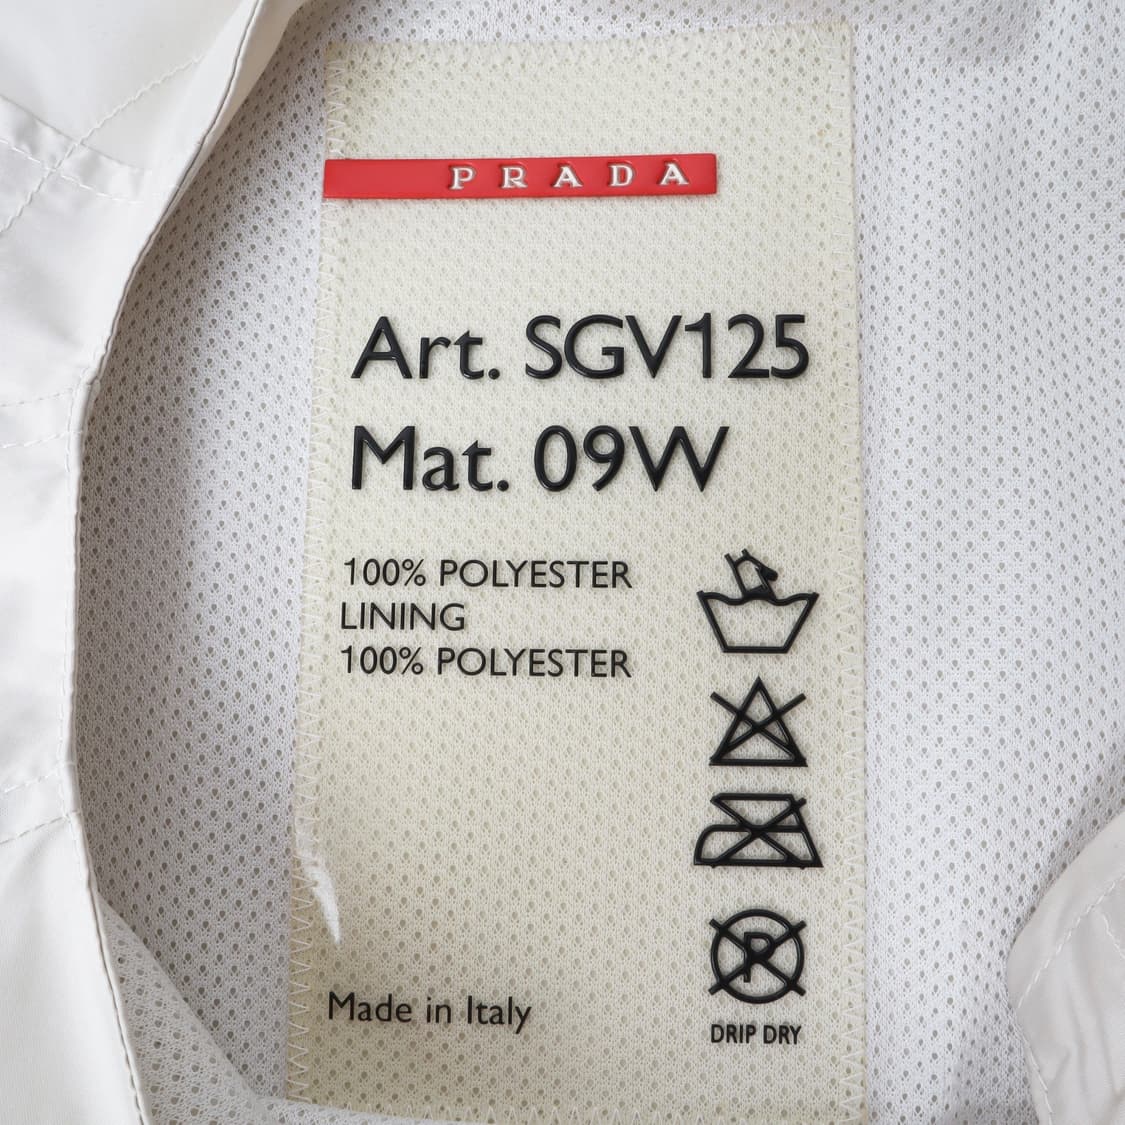 PRADA
Art. SGV125
Mat. 09W
100% POLYESTER
LINING
100% POLYESTER
P
Made in Italy
DRIP DRY